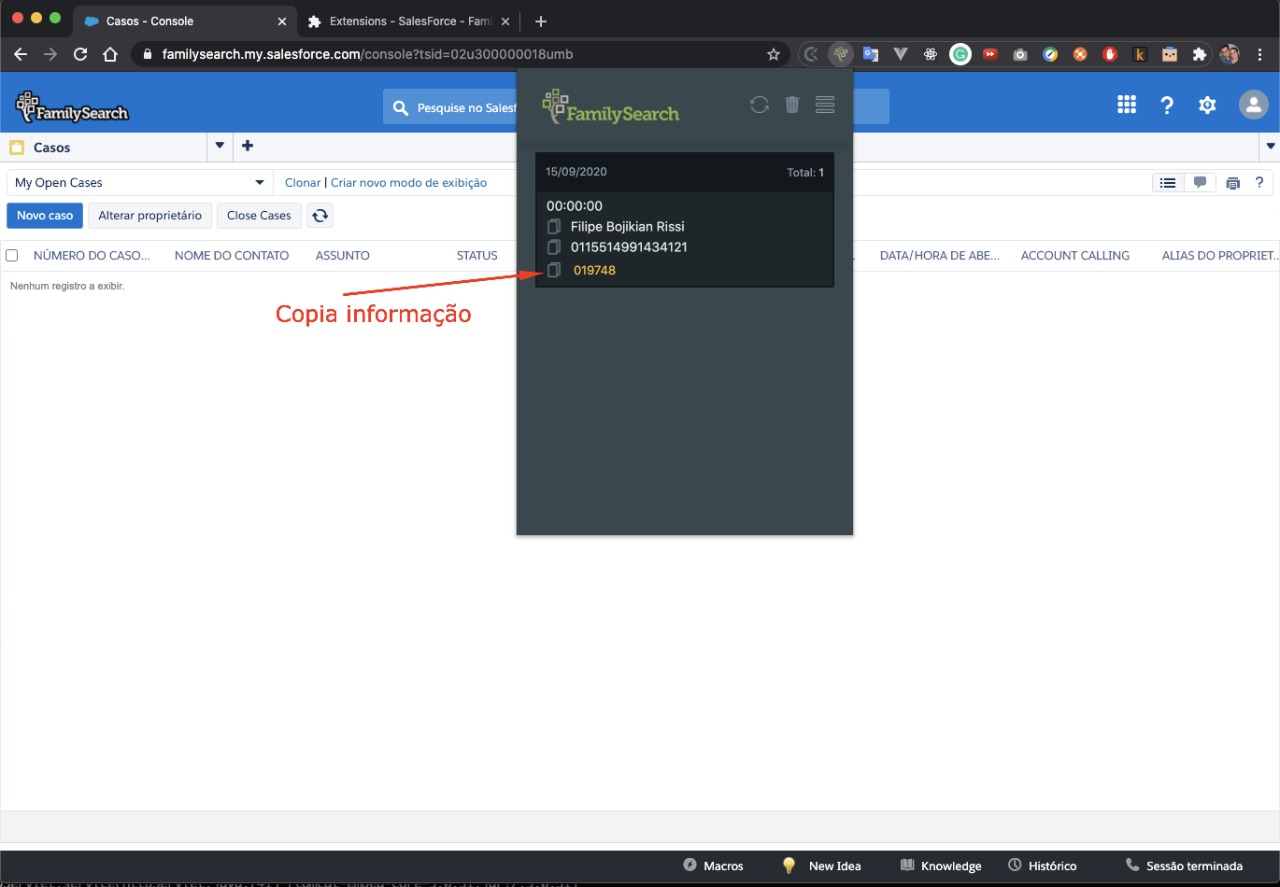 Casos - Console
Extensions - SalesForce - Fami
familysearch.my.salesforce.com/console?tsid=02u300000018umb
FamilySearch
Pesquise no Salesf
FamilySearch
Casos
15/09/2020 Total: 1
My Open Cases
Clonar | Criar novo modo de exibição
00:00:00
Novo caso
Alterar proprietário
Close Cases
Filipe Bojikian Rissi
0115514991434121
019748
NÚMERO DO CASO... NOME DO CONTATO ASSUNTO STATUS DATA/HORA DE ABE... ACCOUNT CALLING ALIAS DO PROPRIET...
Nenhum registro a exibir.
Copia informação
Macros New Idea Knowledge Histórico Sessão terminada